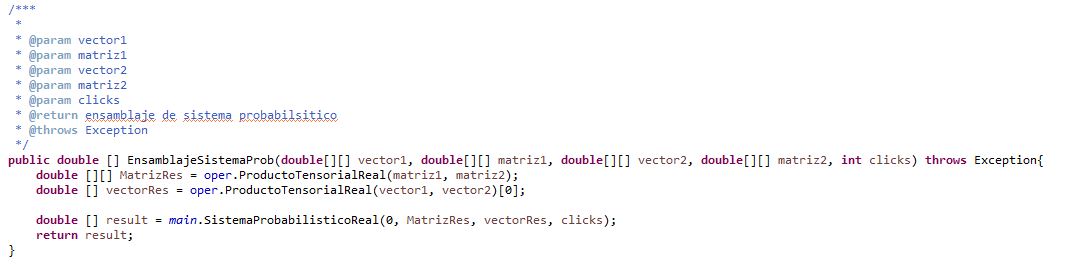 /***
 *
 * @param vector1
 * @param matriz1
 * @param vector2
 * @param matriz2
 * @param clicks
 * @return ensamblaje de sistema probabilsitico
 * @throws Exception
 */
public double [] EnsamblajeSistemaProb(double[][] vector1, double[][] matriz1, double[][] vector2, double[][] matriz2, int clicks) throws Exception{
    double [][] MatrizRes = oper.ProductoTensorialReal(matriz1, matriz2);
    double [] vectorRes = oper.ProductoTensorialReal(vector1, vector2)[0];

    double [] result = main.SistemaProbabilisticoReal(0, MatrizRes, vectorRes, clicks);
    return result;
}